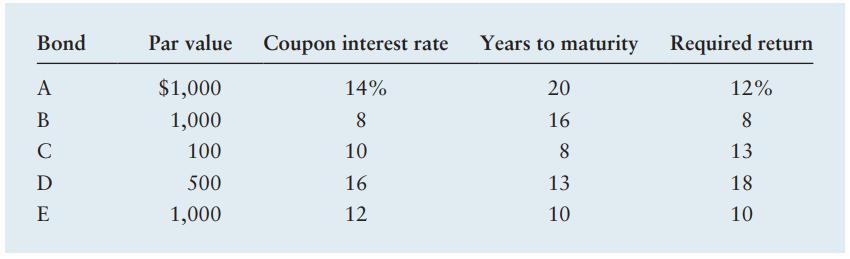 Bond Par value Coupon interest rate Years to maturity Required return
A $1,000 14% 20 12%
B 1,000 8 16 8
C 100 10 8 13
D 500 16 13 18
E 1,000 12 10 10